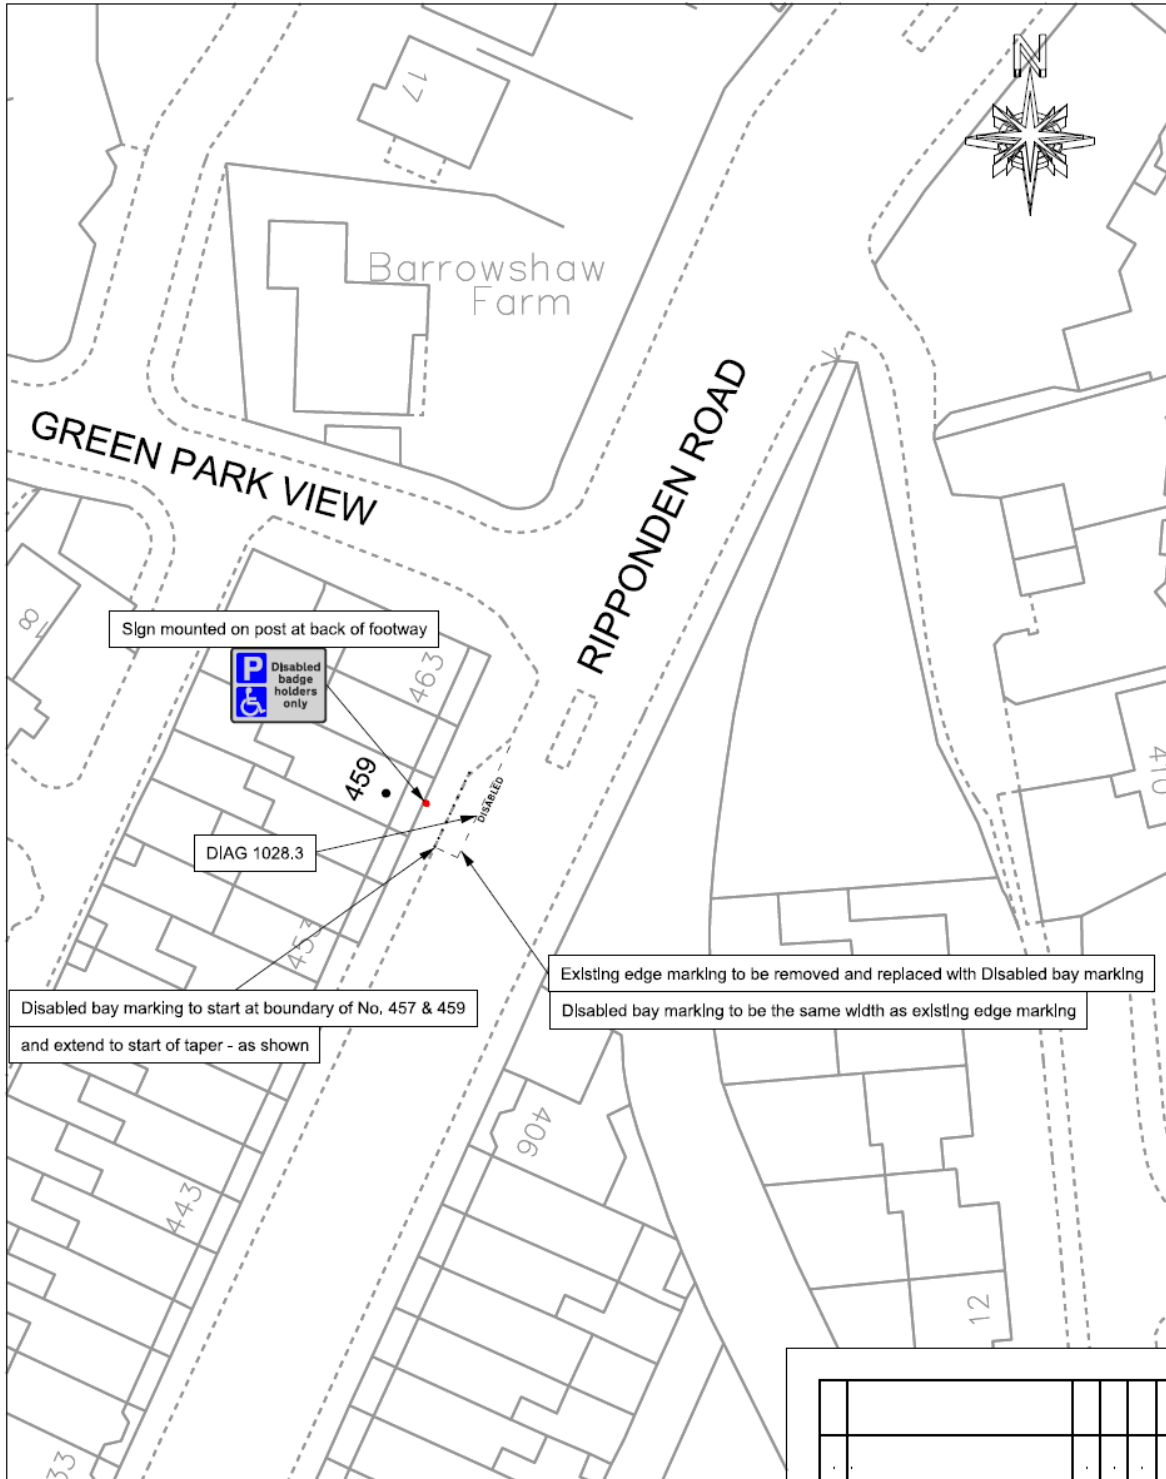 N
17
Barrowshaw
Farm
GREEN PARK VIEW
RIPPONDEN ROAD
18
Sign mounted on post at back of footway
P Disabled
badge
holders
only
463
459
DISABLED
410
DIAG 1028.3
453
Existing edge marking to be removed and replaced with Disabled bay marking
Disabled bay marking to be the same width as existing edge marking
Disabled bay marking to start at boundary of No. 457 & 459
and extend to start of taper - as shown
406
443
12
33